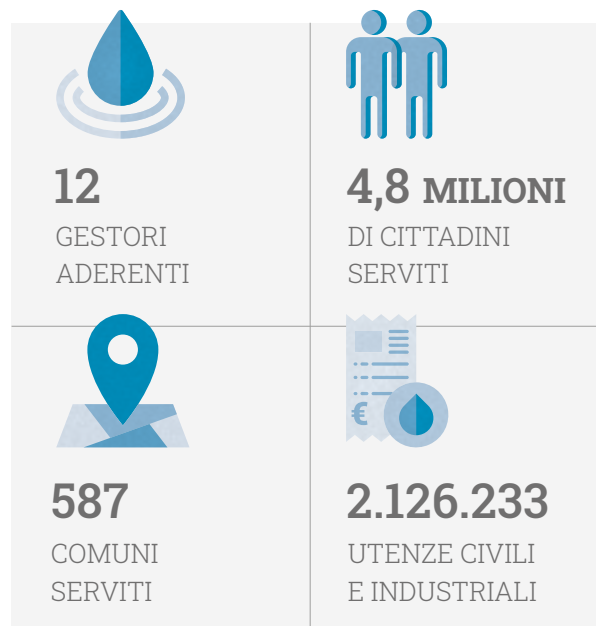 12
GESTORI
ADERENTI
4,8 MILIONI
DI CITTADINI
SERVITI
€
587
COMUNI
SERVITI
2.126.233
UTENZE CIVILI
E INDUSTRIALI